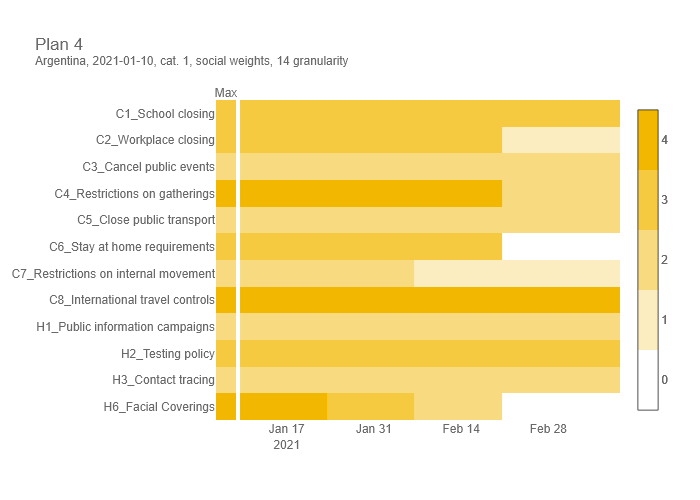 Plan 4
Argentina, 2021-01-10, cat. 1, social weights, 14 granularity
Max
C1_School closing
C2_Workplace closing
C3_Cancel public events
C4_Restrictions on gatherings
C5_Close public transport
C6_Stay at home requirements
C7_Restrictions on internal movement
C8_International travel controls
H1_Public information campaigns
H2_Testing policy
H3_Contact tracing
H6_Facial Coverings
Jan 17
2021
Jan 31
Feb 14
Feb 28
4
3
2
1
0